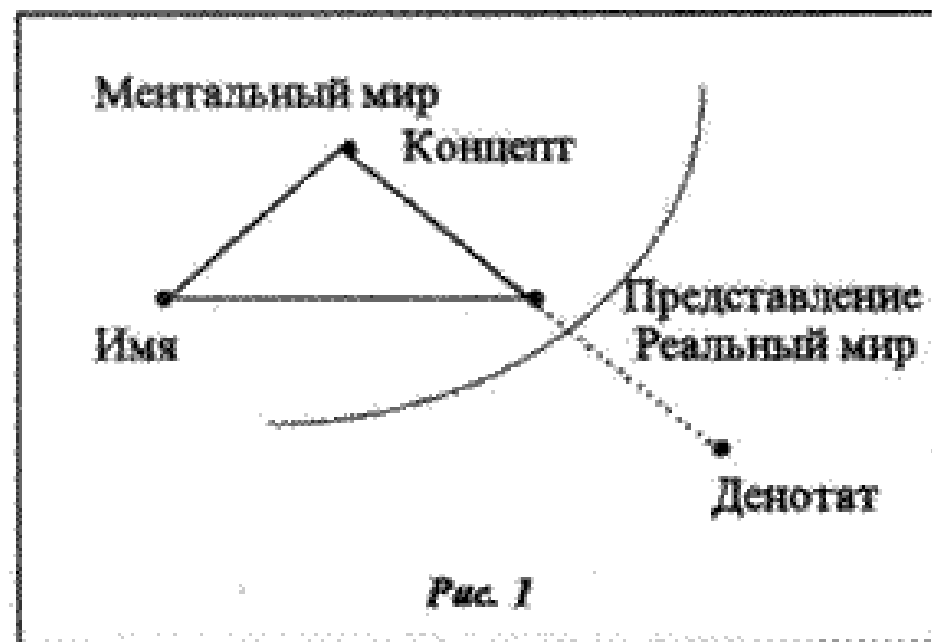 Ментальный мир
Концепт
Представление
Имя
Реальный мир
Денотат
Рис. 1